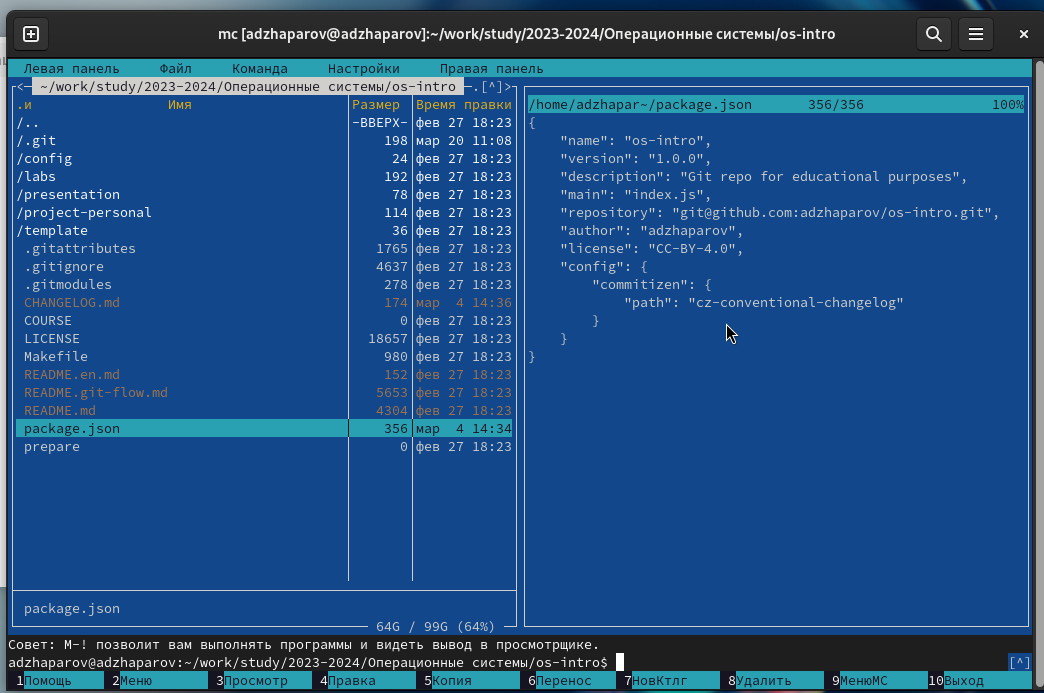 mc [adzhaparov@adzhaparov]:~/work/study/2023-2024/Операционные системы/os-intro
Левая панель Файл Команда Настройки Правая панель
<— ~/work/study/2023-2024/Операционные системы/os-intro —.[^]>
.и Имя Размер Время правки
/.. -ВВЕРХ- фев 27 18:23
/.git 198 мар 20 11:08
/config 24 фев 27 18:23
/labs 192 фев 27 18:23
/presentation 78 фев 27 18:23
/project-personal 114 фев 27 18:23
/template 36 фев 27 18:23
.gitattributes 1765 фев 27 18:23
.gitignore 4637 фев 27 18:23
.gitmodules 278 фев 27 18:23
CHANGELOG.md 174 мар 4 14:36
COURSE 0 фев 27 18:23
LICENSE 18657 фев 27 18:23
Makefile 980 фев 27 18:23
README.en.md 152 фев 27 18:23
README.git-flow.md 5653 фев 27 18:23
README.md 4304 фев 27 18:23
package.json 356 мар 4 14:34
prepare 0 фев 27 18:23
package.json
64G / 99G (64%)
/home/adzhapar~/package.json 356/356 100%
{
    "name": "os-intro",
    "version": "1.0.0",
    "description": "Git repo for educational purposes",
    "main": "index.js",
    "repository": "git@github.com:adzhaparov/os-intro.git",
    "author": "adzhaparov",
    "license": "CC-BY-4.0",
    "config": {
        "commitizen": {
            "path": "cz-conventional-changelog"
        }
    }
}
Совет: M-! позволит вам выполнять программы и видеть вывод в просмотрщике.
adzhaparov@adzhaparov:~/work/study/2023-2024/Операционные системы/os-intro$ [^]
1Помощь 2Меню 3Просмотр 4Правка 5Копия 6Перенос 7НовКтлг 8Удалить 9МенюМС 10Выход